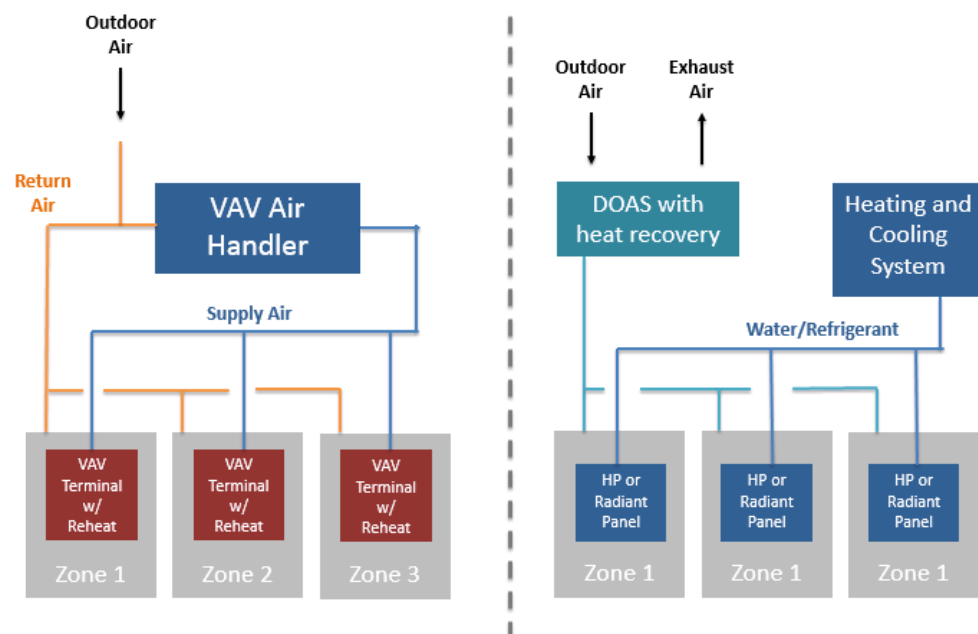 Outdoor
Air
Return
Air
VAV Air
Handler
Supply Air
VAV
Terminal
w/
Reheat
VAV
Terminal
w/
Reheat
VAV
Terminal
w/
Reheat
Zone 1
Zone 2
Zone 3
Outdoor
Air
Exhaust
Air
DOAS with
heat recovery
Heating and
Cooling
System
Water/Refrigerant
HP or
Radiant
Panel
HP or
Radiant
Panel
HP or
Radiant
Panel
Zone 1
Zone 1
Zone 1